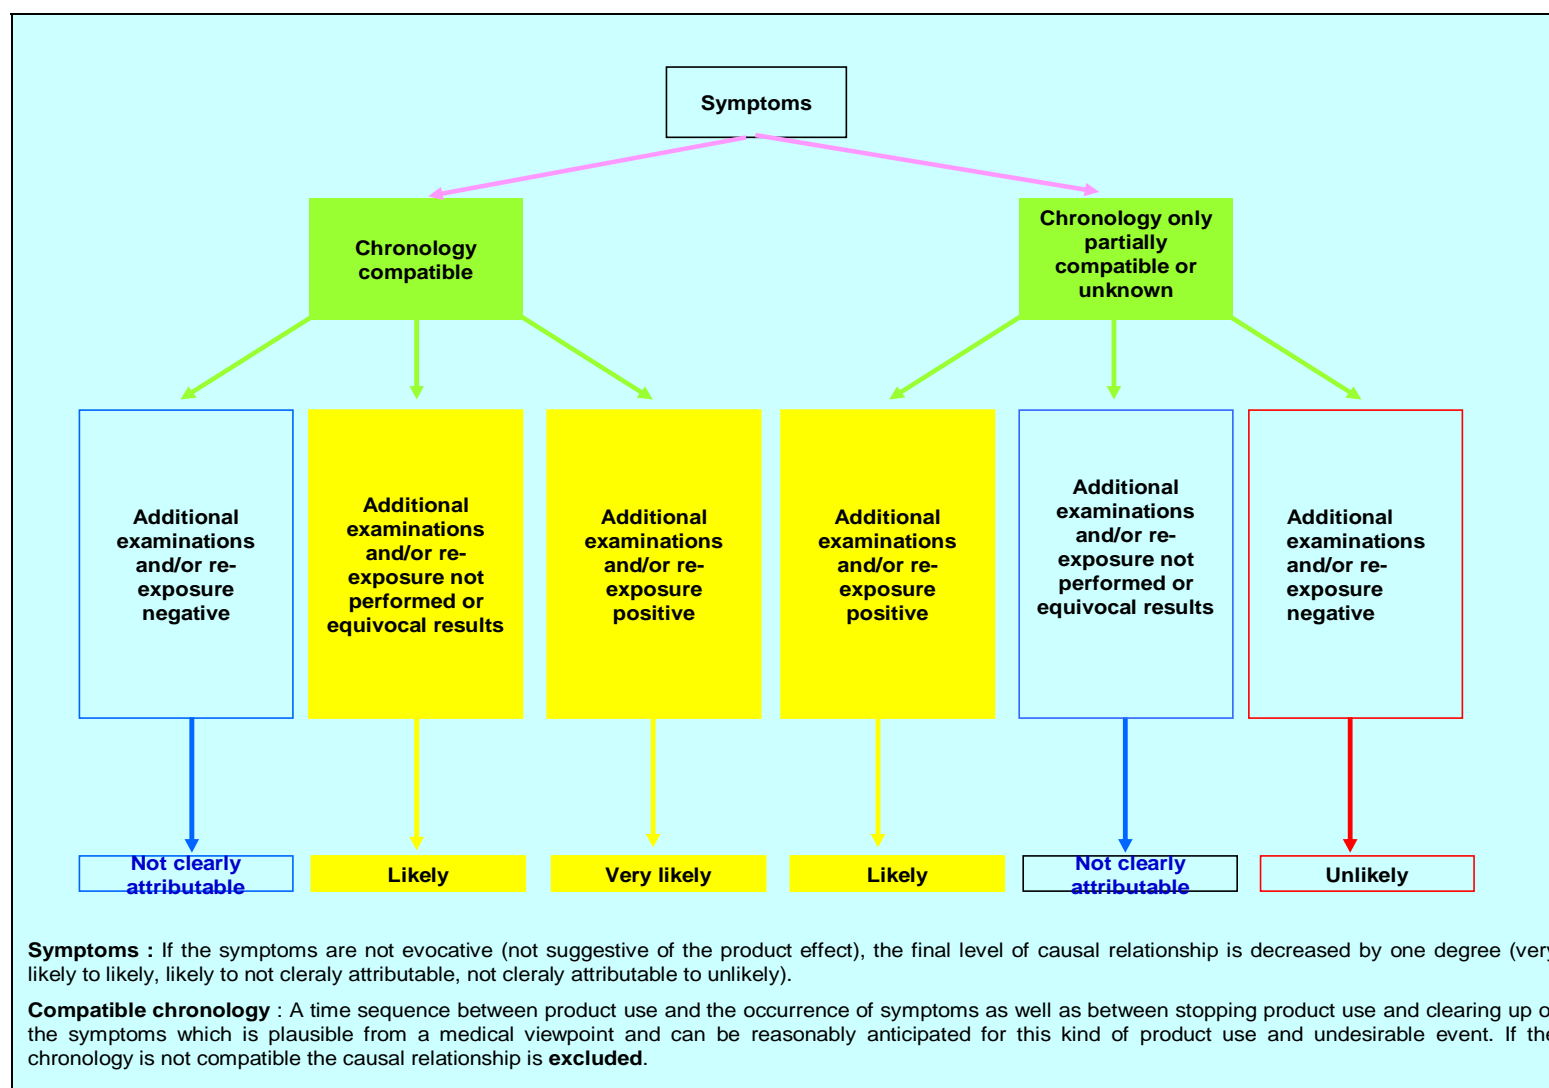 Symptoms
Chronology
compatible
Chronology only
partially
compatible or
unknown
Additional
examinations
and/or re-
exposure
negative
Additional
examinations
and/or re-
exposure not
performed or
equivocal results
Additional
examinations
and/or re-
exposure
positive
Additional
examinations
and/or re-
exposure
positive
Additional
examinations
and/or re-
exposure not
performed or
equivocal results
Additional
examinations
and/or re-
exposure
negative
Not clearly
attributable
Likely
Very likely
Likely
Not clearly
attributable
Unlikely
Symptoms : If the symptoms are not evocative (not suggestive of the product effect), the final level of causal relationship is decreased by one degree (very
likely to likely, likely to not cleraly attributable, not cleraly attributable to unlikely).
Compatible chronology : A time sequence between product use and the occurrence of symptoms as well as between stopping product use and clearing up of
the symptoms which is plausible from a medical viewpoint and can be reasonably anticipated for this kind of product use and undesirable event. If the
chronology is not compatible the causal relationship is excluded.